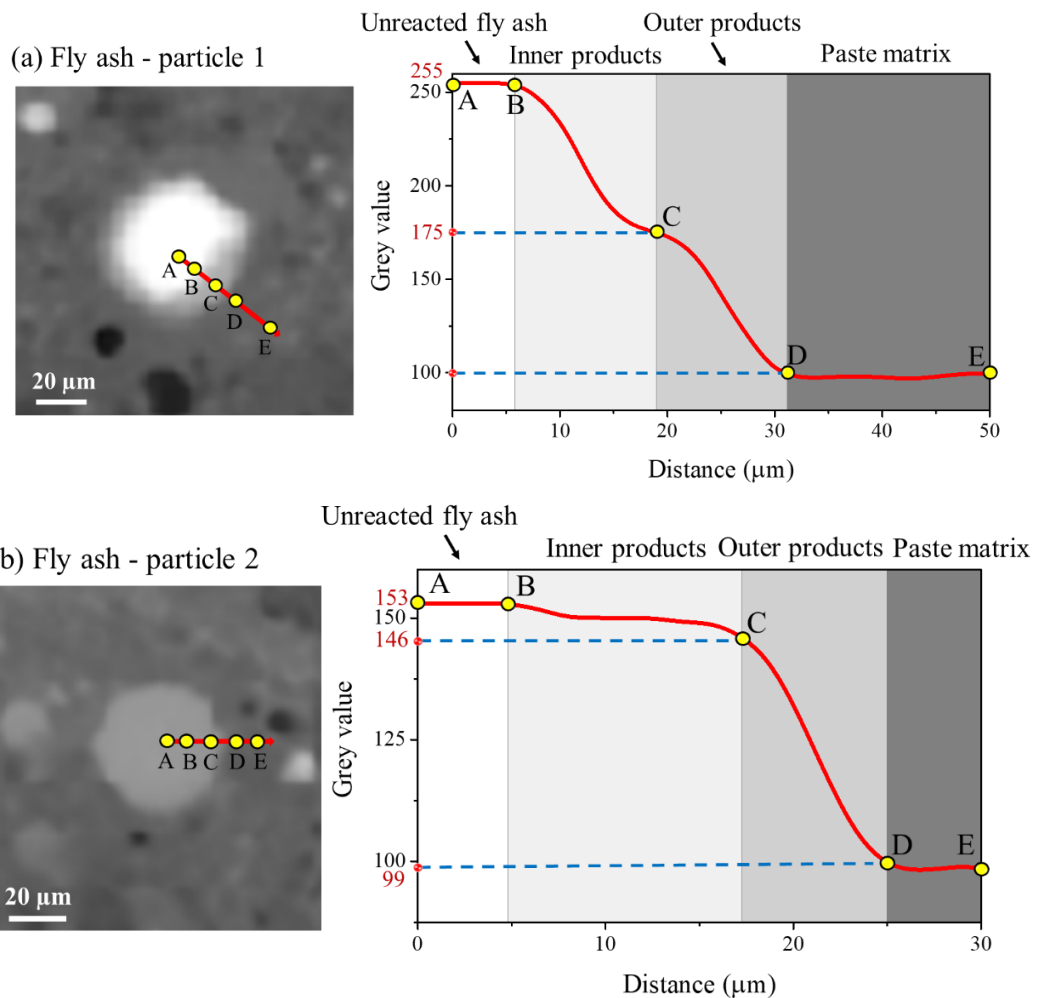 (a) Fly ash - particle 1
Unreacted fly ash
Inner products
Outer products
Paste matrix
A
B
C
D
E
20 μm
Grey value
255
250
200
175
150
100
A
B
C
D
E
0
10
20
30
40
50
Distance (μm)
b) Fly ash - particle 2
Unreacted fly ash
Inner products
Outer products
Paste matrix
A
B
C
D
E
20 μm
Grey value
153
150
146
125
100
99
A
B
C
D
E
0
10
20
30
Distance (μm)